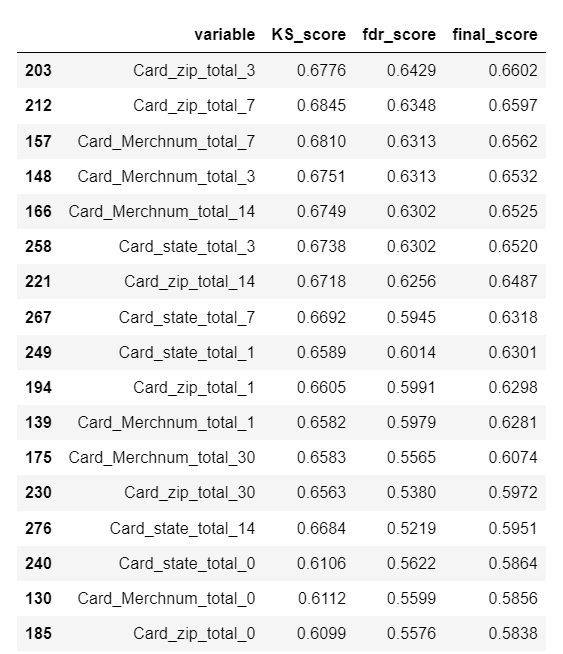 variable KS_score fdr_score final_score
203 Card_zip_total_3 0.6776 0.6429 0.6602
212 Card_zip_total_7 0.6845 0.6348 0.6597
157 Card_Merchnum_total_7 0.6810 0.6313 0.6562
148 Card_Merchnum_total_3 0.6751 0.6313 0.6532
166 Card_Merchnum_total_14 0.6749 0.6302 0.6525
258 Card_state_total_3 0.6738 0.6302 0.6520
221 Card_zip_total_14 0.6718 0.6256 0.6487
267 Card_state_total_7 0.6692 0.5945 0.6318
249 Card_state_total_1 0.6589 0.6014 0.6301
194 Card_zip_total_1 0.6605 0.5991 0.6298
139 Card_Merchnum_total_1 0.6582 0.5979 0.6281
175 Card_Merchnum_total_30 0.6583 0.5565 0.6074
230 Card_zip_total_30 0.6563 0.5380 0.5972
276 Card_state_total_14 0.6684 0.5219 0.5951
240 Card_state_total_0 0.6106 0.5622 0.5864
130 Card_Merchnum_total_0 0.6112 0.5599 0.5856
185 Card_zip_total_0 0.6099 0.5576 0.5838